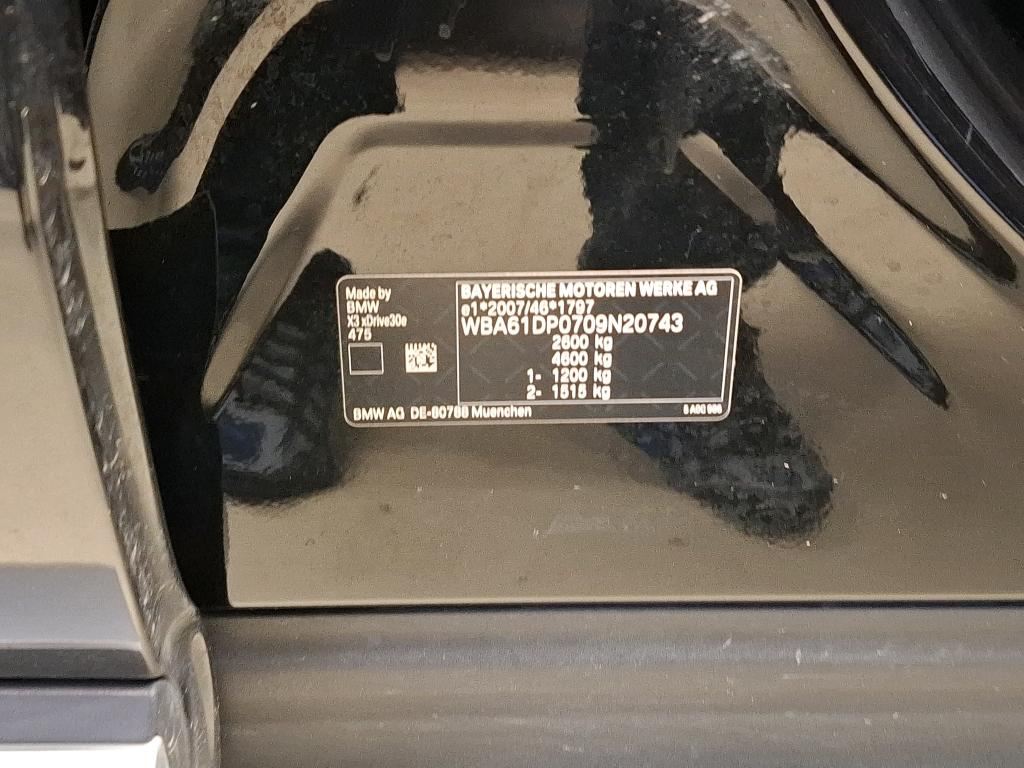 Made by
BMW
X3 xDrive30e
475
BAYERISCHE MOTOREN WERKE AG
e1*2007/46*1797
WBA61DP0709N20743
2600 kg
4600 kg
1- 1200 kg
2- 1515 kg
BMW AG DE-80788 Muenchen